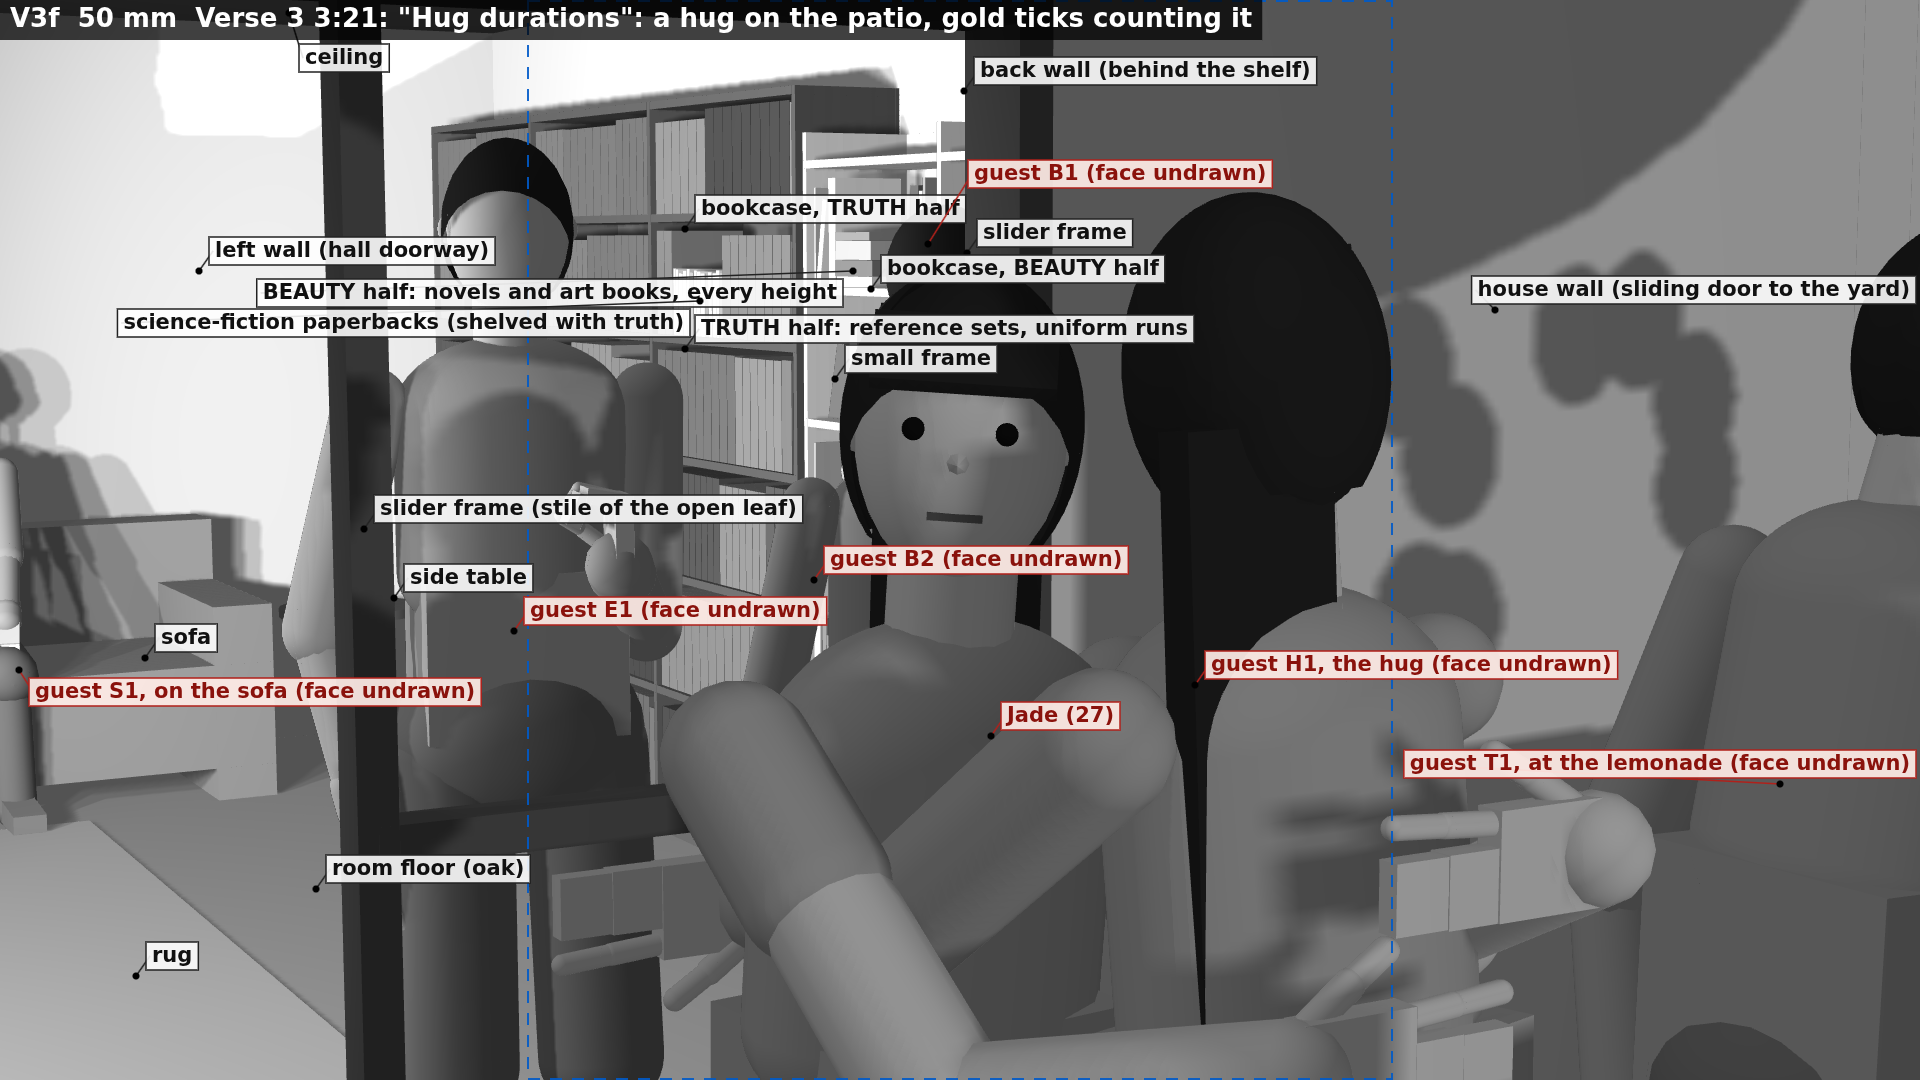 V3f 50 mm Verse 3 3:21: "Hug durations": a hug on the patio, gold ticks counting it
ceiling
back wall (behind the shelf)
guest B1 (face undrawn)
bookcase, TRUTH half
slider frame
left wall (hall doorway)
bookcase, BEAUTY half
BEAUTY half: novels and art books, every height
house wall (sliding door to the yard)
science-fiction paperbacks (shelved with truth)
TRUTH half: reference sets, uniform runs
small frame
slider frame (stile of the open leaf)
guest B2 (face undrawn)
side table
guest E1 (face undrawn)
sofa
guest H1, the hug (face undrawn)
guest S1, on the sofa (face undrawn)
Jade (27)
guest T1, at the lemonade (face undrawn)
room floor (oak)
rug